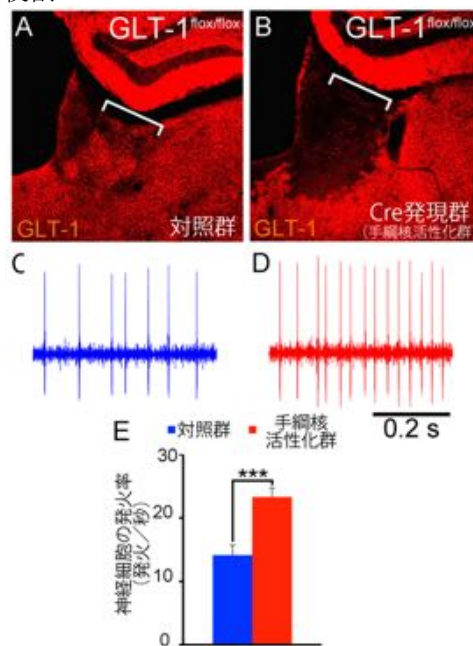 A
GLT-1flox/flox
GLT-1
対照群
B
GLT-1flox/flox
GLT-1
Cre発現群
(手綱核活性化群)
C
D
0.2 s
E
対照群
手綱核
活性化群
***
神経細胞の発火率
(発火／秒)
30
20
10
0